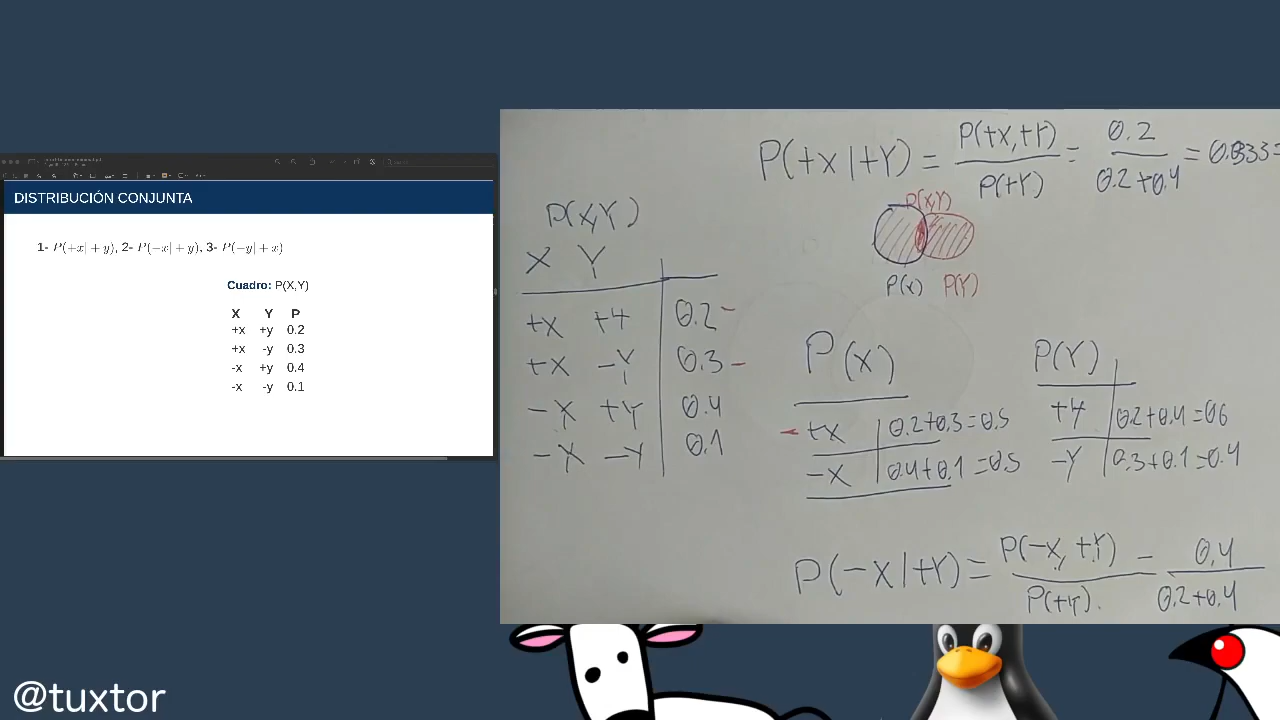 DISTRIBUCIÓN CONJUNTA
1- P(+x| + y), 2- P(−x| + y), 3- P(−y| + x)
Cuadro: P(X,Y)
X Y P
+x +y 0.2
+x -y 0.3
-x +y 0.4
-x -y 0.1
P(+X|+Y) = P(+X,+Y) / P(+Y) = 0.2 / 0.2+0.4 = 0.333=
P(X,Y)
P(X) P(Y)
P(X,Y)
X Y
+X +Y 0.2 -
+X -Y 0.3 -
-X +Y 0.4
-X -Y 0.1
P(X)
+X 0.2+0.3=0.5
-X 0.4+0.1=0.5
P(Y)
+Y 0.2+0.4=06
-Y 0.3+0.1=0.4
P(-X|+Y) = P(-X,+Y) / P(+Y). - 0.4 / 0.2+0.4
@tuxtor